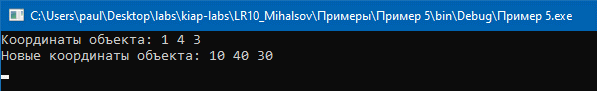 C:\Users\paul\Desktop\labs\kiap-labs\LR10_Mihalsov\Примеры\Пример 5\bin\Debug\Пример 5.exe
Координаты объекта: 1 4 3
Новые координаты объекта: 10 40 30